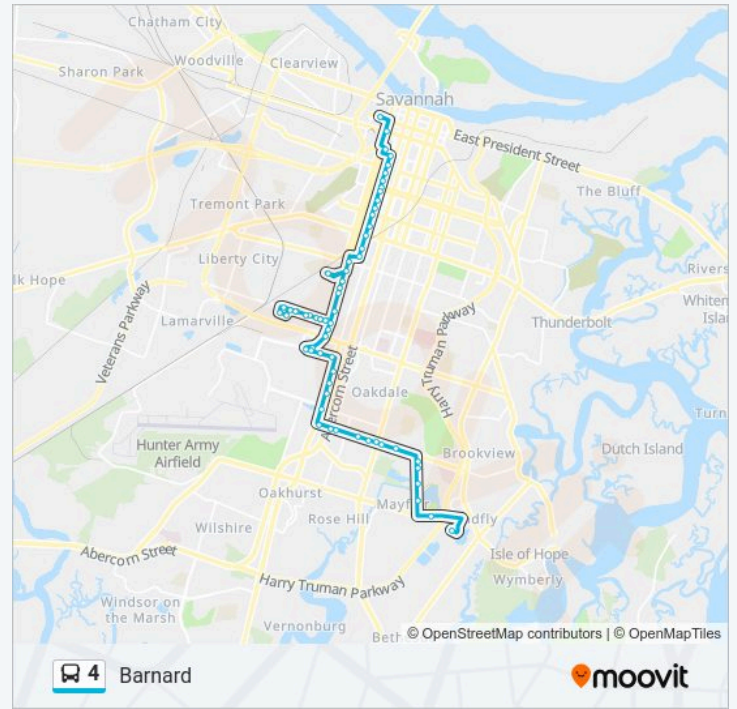 Chatham City
Woodville
Clearview
Sharon Park
Savannah
East President Street
The Bluff
Tremont Park
Liberty City
lk Hope
Rivers
Whiten
Isla
Veterans Parkway
Lamarville
Thunderbolt
Harry Truman Parkway
Abercorn Street
Oakdale
Turn
Hunter Army
Airfield
Dutch Island
Brookview
Oakhurst
Mayfair
ndfly
Rose Hill
Wilshire
Isle of Hope
Abercorn Street
Wymberly
Harry Truman Parkway
Windsor on
the Marsh
Vernonburg
Beth
© OpenStreetMap contributors | © OpenMapTiles
4 Barnard
moovit